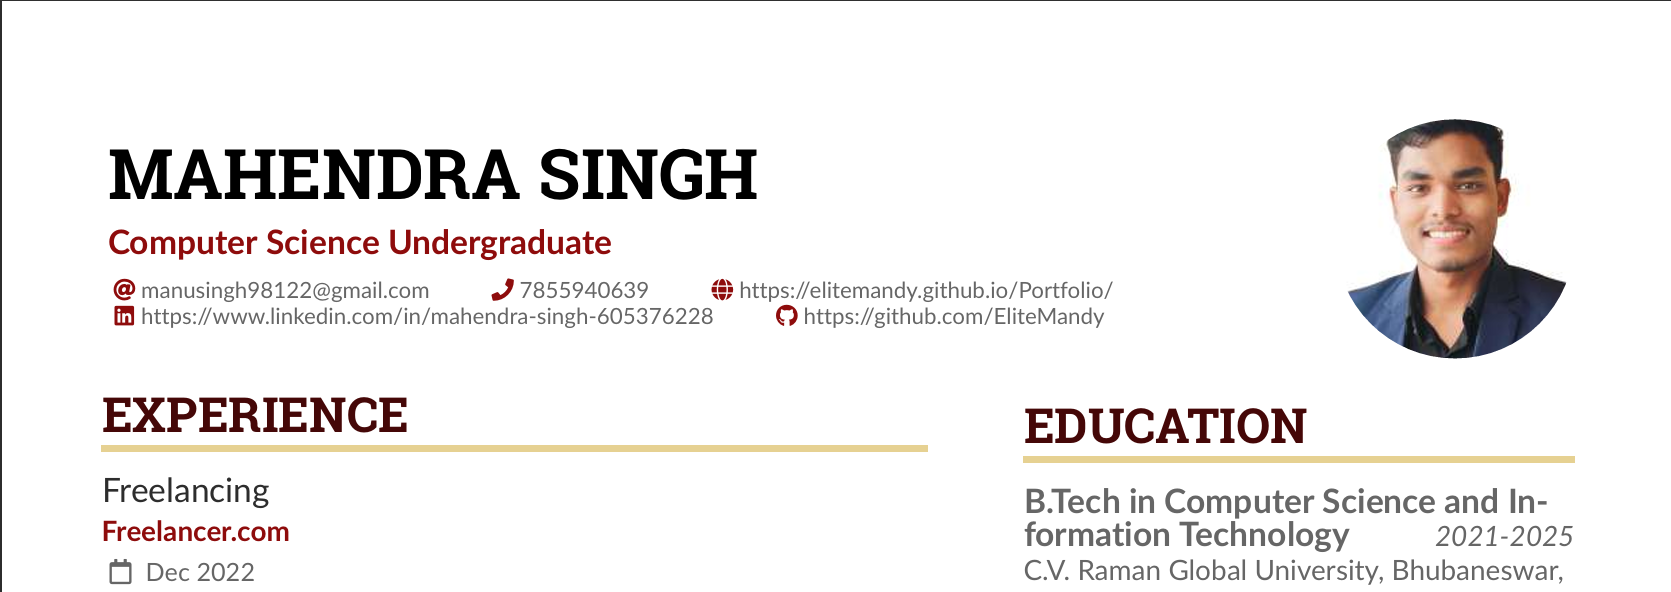 MAHENDRA SINGH
Computer Science Undergraduate
manusingh98122@gmail.com 7855940639 https://elitemandy.github.io/Portfolio/
https://www.linkedin.com/in/mahendra-singh-605376228 https://github.com/EliteMandy
EXPERIENCE
Freelancing
Freelancer.com
Dec 2022
EDUCATION
B.Tech in Computer Science and In-
formation Technology 2021-2025
C.V. Raman Global University, Bhubaneswar,